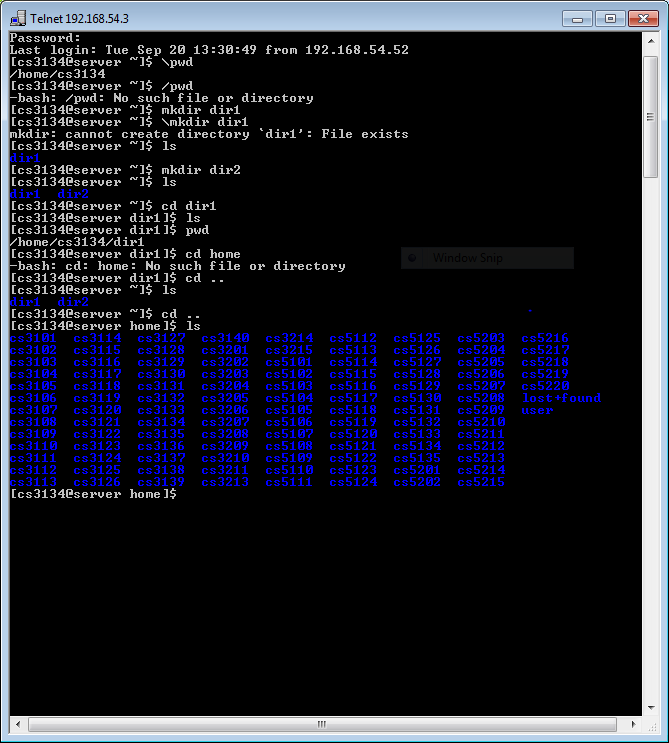 Telnet 192.168.54.3
Password:
Last login: Tue Sep 20 13:30:49 from 192.168.54.52
[cs3134@server ~]$ \pwd
/home/cs3134
[cs3134@server ~]$ /pwd
-bash: /pwd: No such file or directory
[cs3134@server ~]$ mkdir dir1
[cs3134@server ~]$ \mkdir dir1
mkdir: cannot create directory `dir1': File exists
[cs3134@server ~]$ ls
dir1
[cs3134@server ~]$ mkdir dir2
[cs3134@server ~]$ ls
dir1  dir2
[cs3134@server ~]$ cd dir1
[cs3134@server dir1]$ ls
[cs3134@server dir1]$ pwd
/home/cs3134/dir1
[cs3134@server dir1]$ cd home
-bash: cd: home: No such file or directory
Window Snip
[cs3134@server dir1]$ cd ..
[cs3134@server ~]$ ls
dir1  dir2
[cs3134@server ~]$ cd ..
[cs3134@server home]$ ls
cs3101  cs3114  cs3127  cs3140  cs3214  cs5112  cs5125  cs5203  cs5216
cs3102  cs3115  cs3128  cs3201  cs3215  cs5113  cs5126  cs5204  cs5217
cs3103  cs3116  cs3129  cs3202  cs5101  cs5114  cs5127  cs5205  cs5218
cs3104  cs3117  cs3130  cs3203  cs5102  cs5115  cs5128  cs5206  cs5219
cs3105  cs3118  cs3131  cs3204  cs5103  cs5116  cs5129  cs5207  cs5220
cs3106  cs3119  cs3132  cs3205  cs5104  cs5117  cs5130  cs5208  lost+found
cs3107  cs3120  cs3133  cs3206  cs5105  cs5118  cs5131  cs5209  user
cs3108  cs3121  cs3134  cs3207  cs5106  cs5119  cs5132  cs5210
cs3109  cs3122  cs3135  cs3208  cs5107  cs5120  cs5133  cs5211
cs3110  cs3123  cs3136  cs3209  cs5108  cs5121  cs5134  cs5212
cs3111  cs3124  cs3137  cs3210  cs5109  cs5122  cs5135  cs5213
cs3112  cs3125  cs3138  cs3211  cs5110  cs5123  cs5201  cs5214
cs3113  cs3126  cs3139  cs3213  cs5111  cs5124  cs5202  cs5215
[cs3134@server home]$